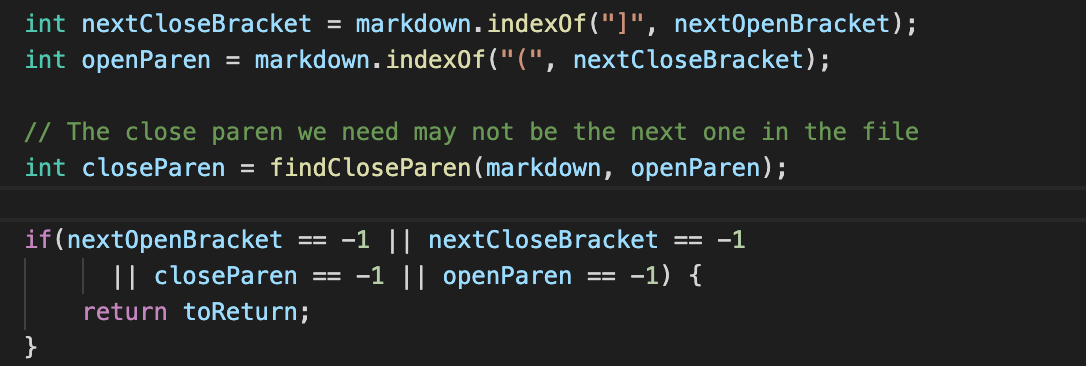 int nextCloseBracket = markdown.indexOf("]", nextOpenBracket);
int openParen = markdown.indexOf("(", nextCloseBracket);
// The close paren we need may not be the next one in the file
int closeParen = findCloseParen(markdown, openParen);
if(nextOpenBracket == -1 || nextCloseBracket == -1
|| closeParen == -1 || openParen == -1) {
return toReturn;
}